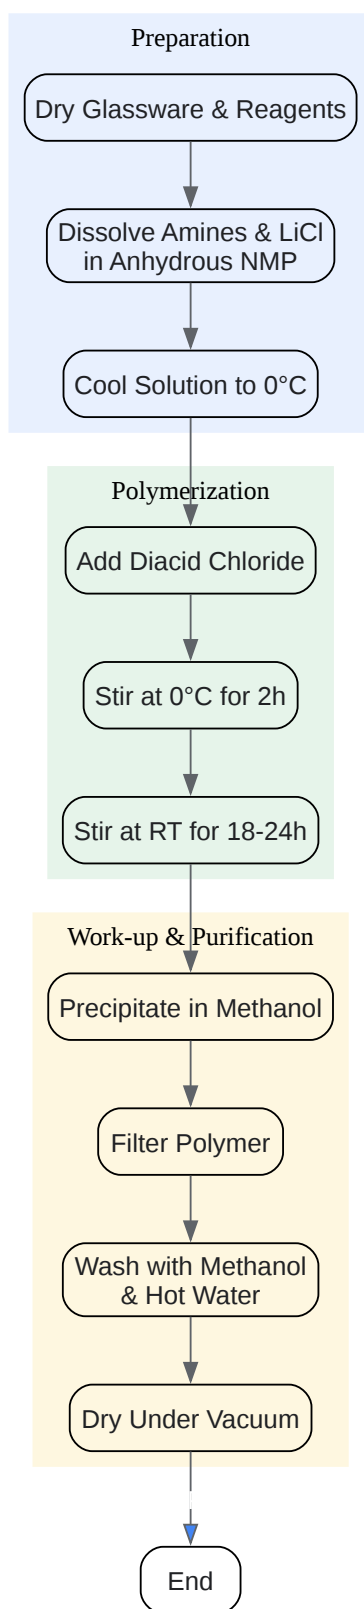 Preparation
Dry Glassware & Reagents
Dissolve Amines & LiCl
in Anhydrous NMP
Cool Solution to 0°C
Polymerization
Add Diacid Chloride
Stir at 0°C for 2h
Stir at RT for 18-24h
Work-up & Purification
Precipitate in Methanol
Filter Polymer
Wash with Methanol
& Hot Water
Dry Under Vacuum
End